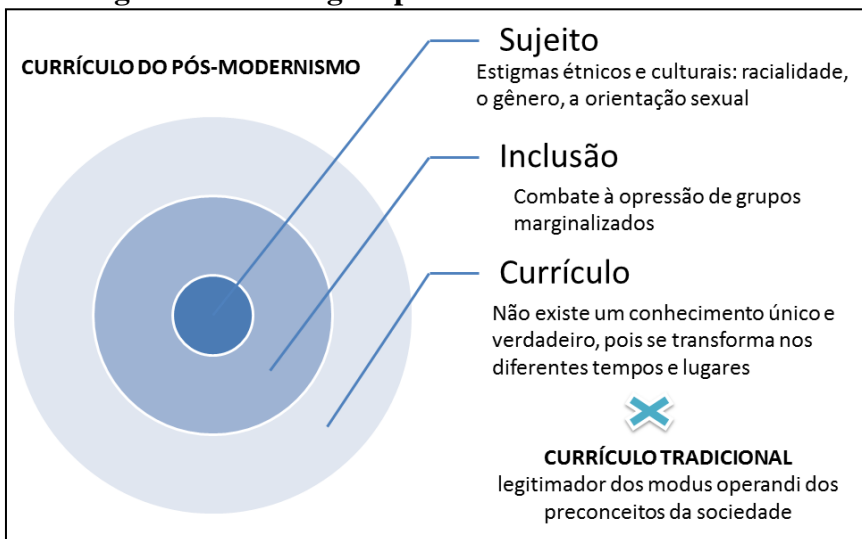 CURRÍCULO DO PÓS-MODERNISMO
Sujeito
Estigmas étnicos e culturais: racialidade,
o gênero, a orientação sexual
Inclusão
Combate à opressão de grupos
marginalizados
Currículo
Não existe um conhecimento único e
verdadeiro, pois se transforma nos
diferentes tempos e lugares
CURRÍCULO TRADICIONAL
legitimador dos modus operandi dos
preconceitos da sociedade